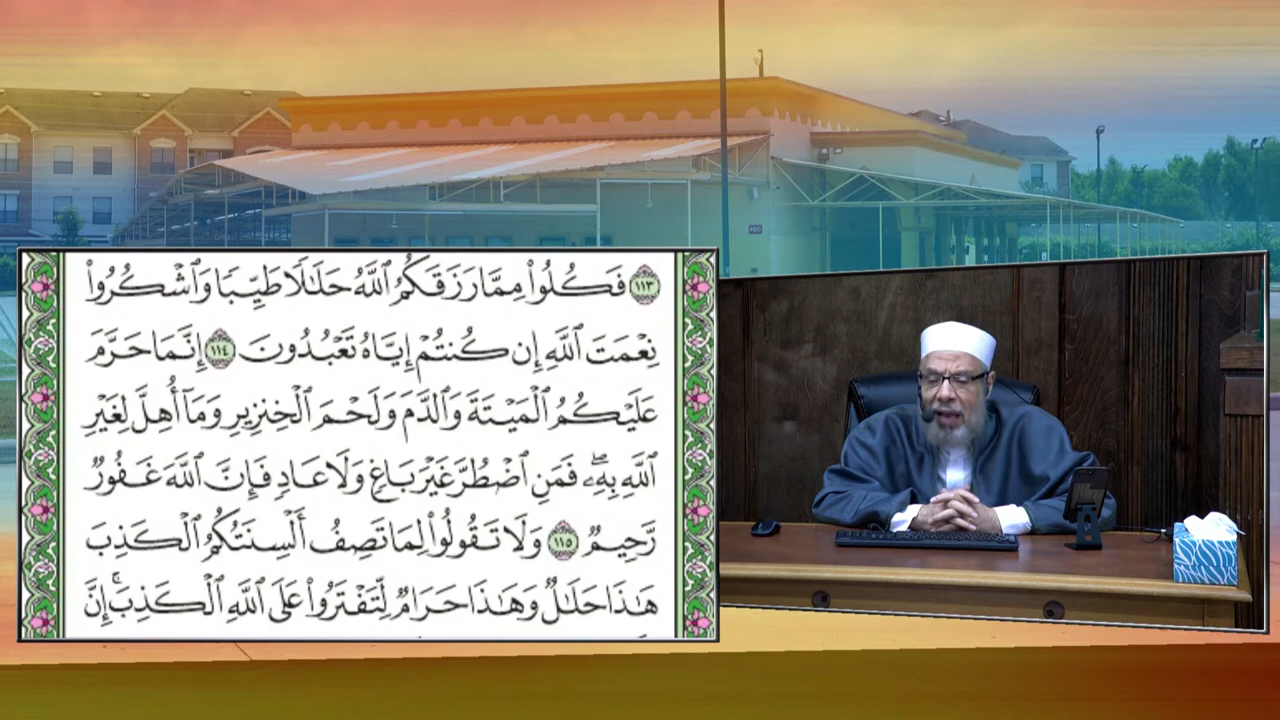 ١١٣ فَكُلُوا۟ مِمَّا رَزَقَكُمُ ٱللَّهُ حَلَـٰلًا طَيِّبًا وَٱشْكُرُوا۟
نِعْمَتَ ٱللَّهِ إِن كُنتُمْ إِيَّاهُ تَعْبُدُونَ ١١٤ إِنَّمَا حَرَّمَ
عَلَيْكُمُ ٱلْمَيْتَةَ وَٱلدَّمَ وَلَحْمَ ٱلْخِنزِيرِ وَمَآ أُهِلَّ لِغَيْرِ
ٱللَّهِ بِهِۦۖ فَمَنِ ٱضْطُرَّ غَيْرَ بَاغٍ وَلَا عَادٍ فَإِنَّ ٱللَّهَ غَفُورٌ
رَّحِيمٌ ١١٥ وَلَا تَقُولُوا۟ لِمَا تَصِفُ أَلْسِنَتُكُمُ ٱلْكَذِبَ
هَـٰذَا حَلَـٰلٌ وَهَـٰذَا حَرَامٌ لِّتَفْتَرُوا۟ عَلَى ٱللَّهِ ٱلْكَذِبَۚ إِنَّ